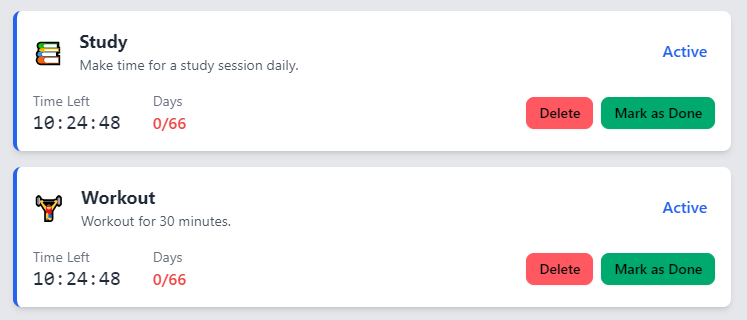 Study
Make time for a study session daily.
Active
Time Left
Days
10:24:48
0/66
Delete
Mark as Done
Workout
Workout for 30 minutes.
Active
Time Left
Days
10:24:48
0/66
Delete
Mark as Done